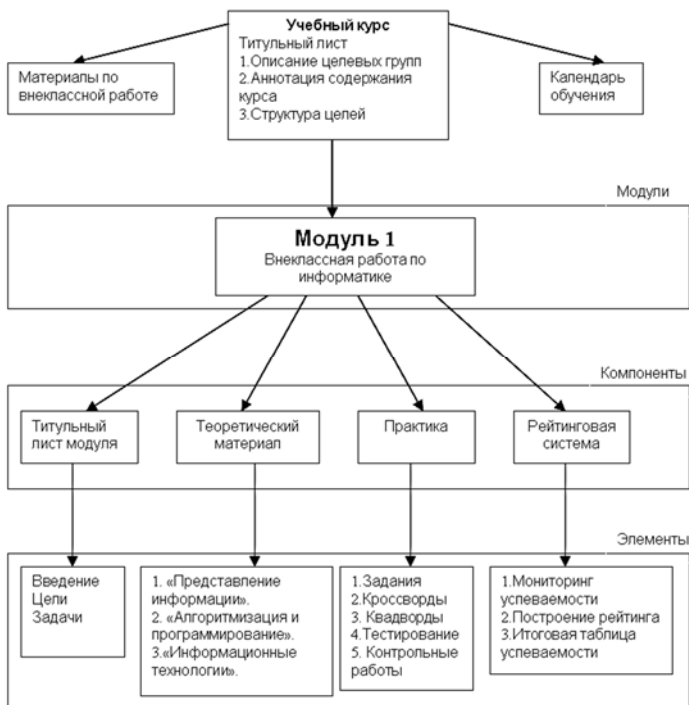 Учебный курс
Титульный лист
1.Описание целевых групп
2.Аннотация содержания
курса
3.Структура целей
Материалы по
внеклассной работе
Календарь
обучения
Модули
Модуль 1
Внеклассная работа по
информатике
Компоненты
Титульный
лист модуля
Теоретический
материал
Практика
Рейтинговая
система
Элементы
Введение
Цели
Задачи
1. «Представление
информации».
2. «Алгоритмизация и
программирование».
3.«Информационные
технологии».
1.Задания
2.Кроссворды
3. Квадворды
4.Тестирование
5. Контрольные
работы
1.Мониторинг
успеваемости
2.Построение рейтинга
3.Итоговая таблица
успеваемости